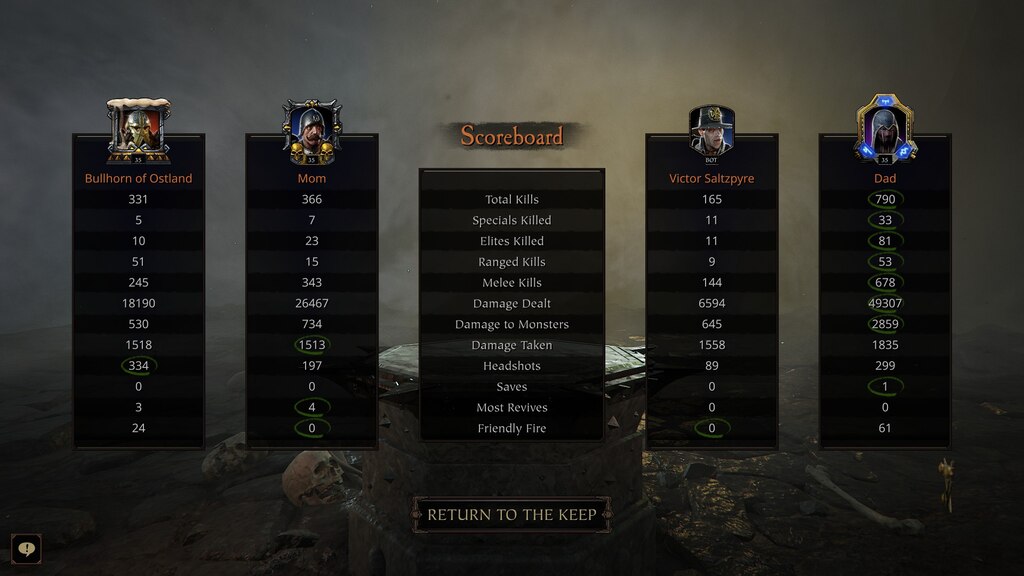 Scoreboard
35 35 BOT 35
Bullhorn of Ostland Mom Victor Saltzpyre Dad
331 366 Total Kills 165 790
5 7 Specials Killed 11 33
10 23 Elites Killed 11 81
51 15 Ranged Kills 9 53
245 343 Melee Kills 144 678
18190 26467 Damage Dealt 6594 49307
530 734 Damage to Monsters 645 2859
1518 1513 Damage Taken 1558 1835
334 197 Headshots 89 299
0 0 Saves 0 1
3 4 Most Revives 0 0
24 0 Friendly Fire 0 61
RETURN TO THE KEEP